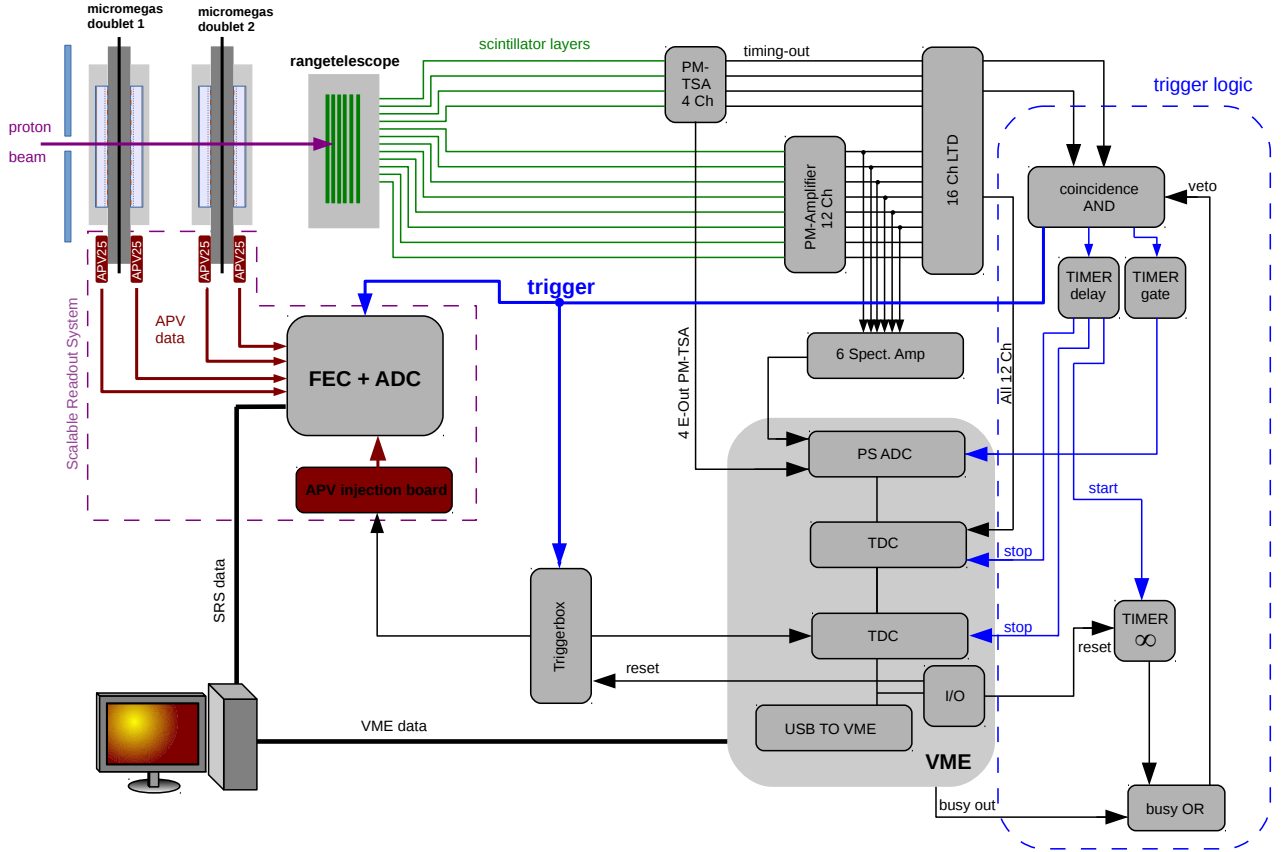 micromegas
doublet 1
micromegas
doublet 2
rangetelescope
scintillator layers
PM-
TSA
4 Ch
timing-out
trigger logic
proton
beam
PM-Amplifier
12 Ch
16 Ch LTD
coincidence
AND
veto
APV25
APV25
APV25
APV25
TIMER
delay
TIMER
gate
trigger
Scalable Readout System
APV
data
FEC + ADC
6 Spect. Amp
4 E-Out PM-TSA
All 12 Ch
PS ADC
APV injection board
start
TDC
stop
SRS data
Triggerbox
TDC
stop
TIMER
∞
reset
reset
I/O
VME data
USB TO VME
VME
busy out
busy OR